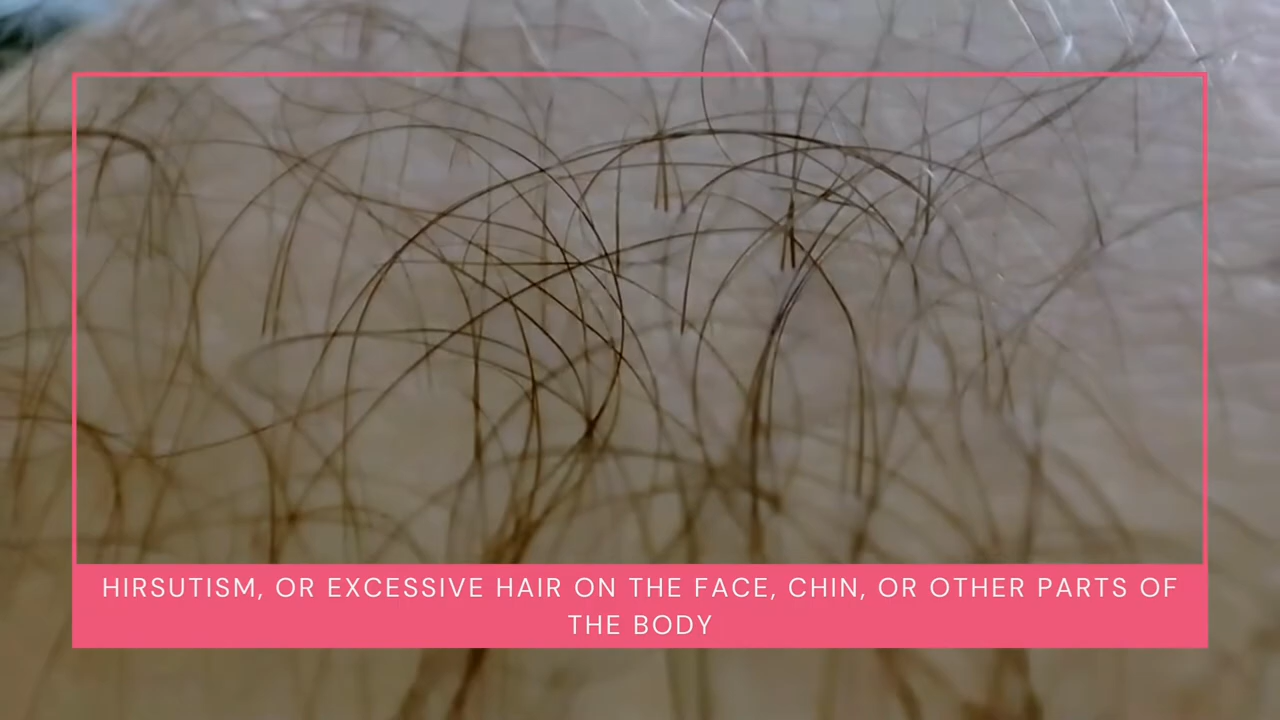 HIRSUTISM, OR EXCESSIVE HAIR ON THE FACE, CHIN, OR OTHER PARTS OF
THE BODY